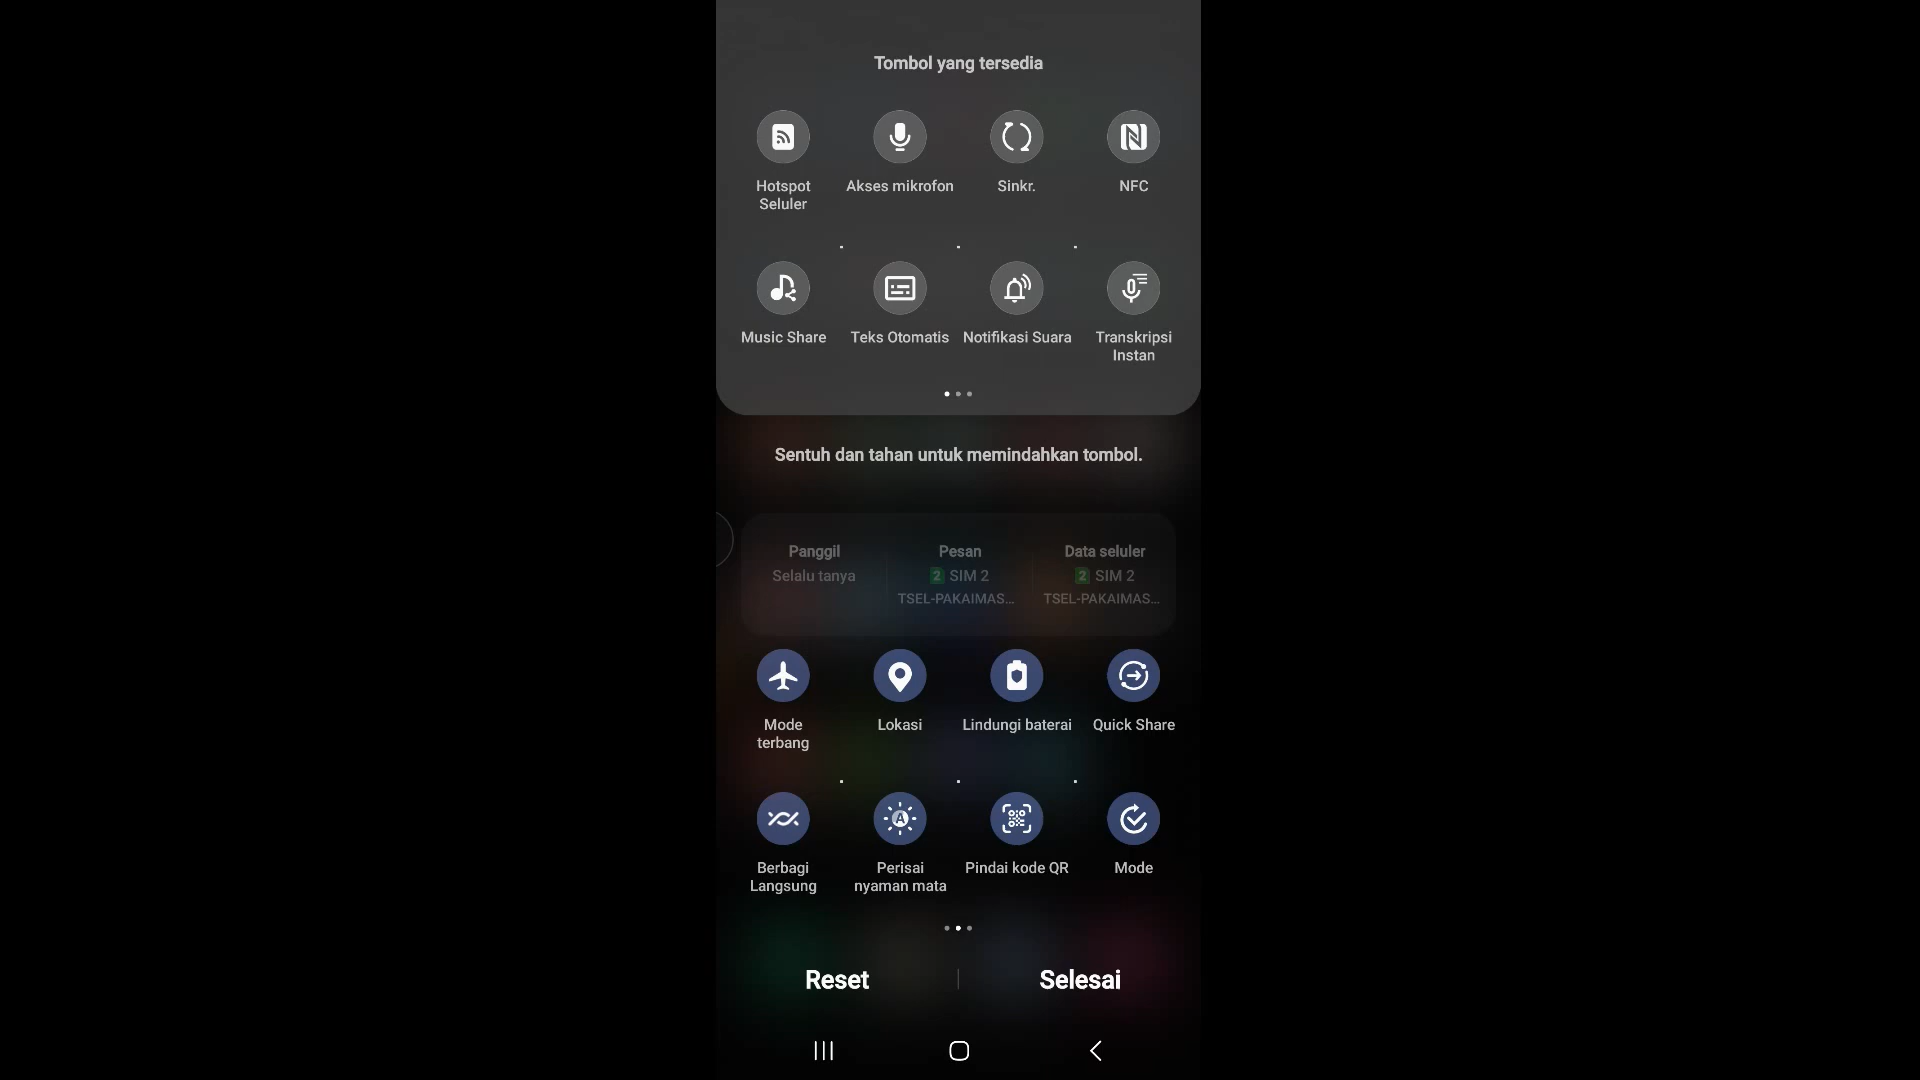 Tombol yang tersedia
Hotspot Seluler
Akses mikrofon
Sinkr.
NFC
Music Share
Teks Otomatis
Notifikasi Suara
Transkripsi Instan
Sentuh dan tahan untuk memindahkan tombol.
Panggil
Selalu tanya
Pesan
2 SIM 2
TSEL-PAKAIMAS...
Data seluler
2 SIM 2
TSEL-PAKAIMAS...
Mode terbang
Lokasi
Lindungi baterai
Quick Share
Berbagi Langsung
Perisai nyaman mata
Pindai kode QR
Mode
Reset
Selesai